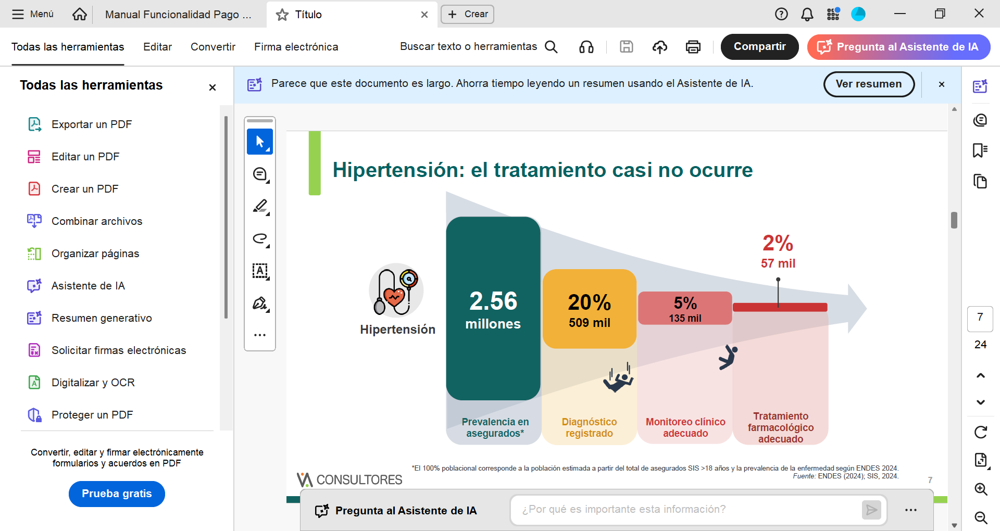 Menú
Manual Funcionalidad Pago ...
Título
Crear
Todas las herramientas
Editar
Convertir
Firma electrónica
Buscar texto o herramientas
Compartir
Pregunta al Asistente de IA
Todas las herramientas
Exportar un PDF
Editar un PDF
Crear un PDF
Combinar archivos
Organizar páginas
Asistente de IA
Resumen generativo
Solicitar firmas electrónicas
Digitalizar y OCR
Proteger un PDF
Convertir, editar y firmar electrónicamente
formularios y acuerdos en PDF
Prueba gratis
Parece que este documento es largo. Ahorra tiempo leyendo un resumen usando el Asistente de IA.
Ver resumen
Hipertensión: el tratamiento casi no ocurre
Hipertensión
2.56
millones
20%
509 mil
5%
135 mil
2%
57 mil
Prevalencia en
asegurados*
Diagnóstico
registrado
Monitoreo clínico
adecuado
Tratamiento
farmacológico
adecuado
*El 100% poblacional corresponde a la población estimada a partir del total de asegurados SIS >18 años y la prevalencia de la enfermedad según ENDES 2024.
Fuente: ENDES (2024); SIS, 2024.
VIA CONSULTORES
7
Pregunta al Asistente de IA
¿Por qué es importante esta información?
7
24